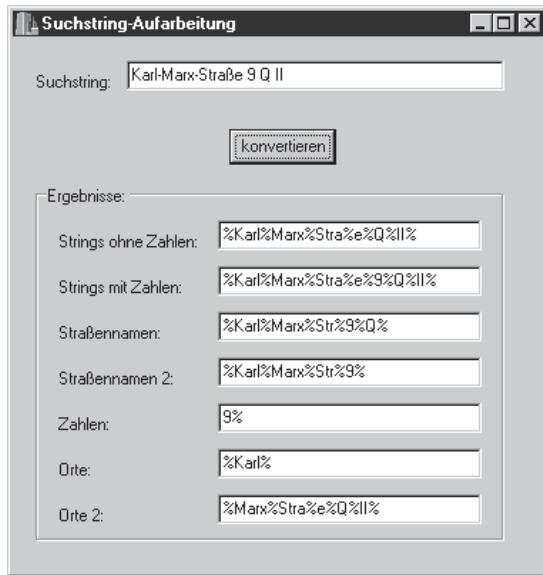 Suchstring-Aufarbeitung
Suchstring: Karl-Marx-Straße 9 Q II
konvertieren
Ergebnisse:
Strings ohne Zahlen: %Karl%Marx%Stra%e%Q%II%
Strings mit Zahlen: %Karl%Marx%Stra%e%9%Q%II%
Straßennamen: %Karl%Marx%Str%9%Q%
Straßennamen 2: %Karl%Marx%Str%9%
Zahlen: 9%
Orte: %Karl%
Orte 2: %Marx%Stra%e%Q%II%